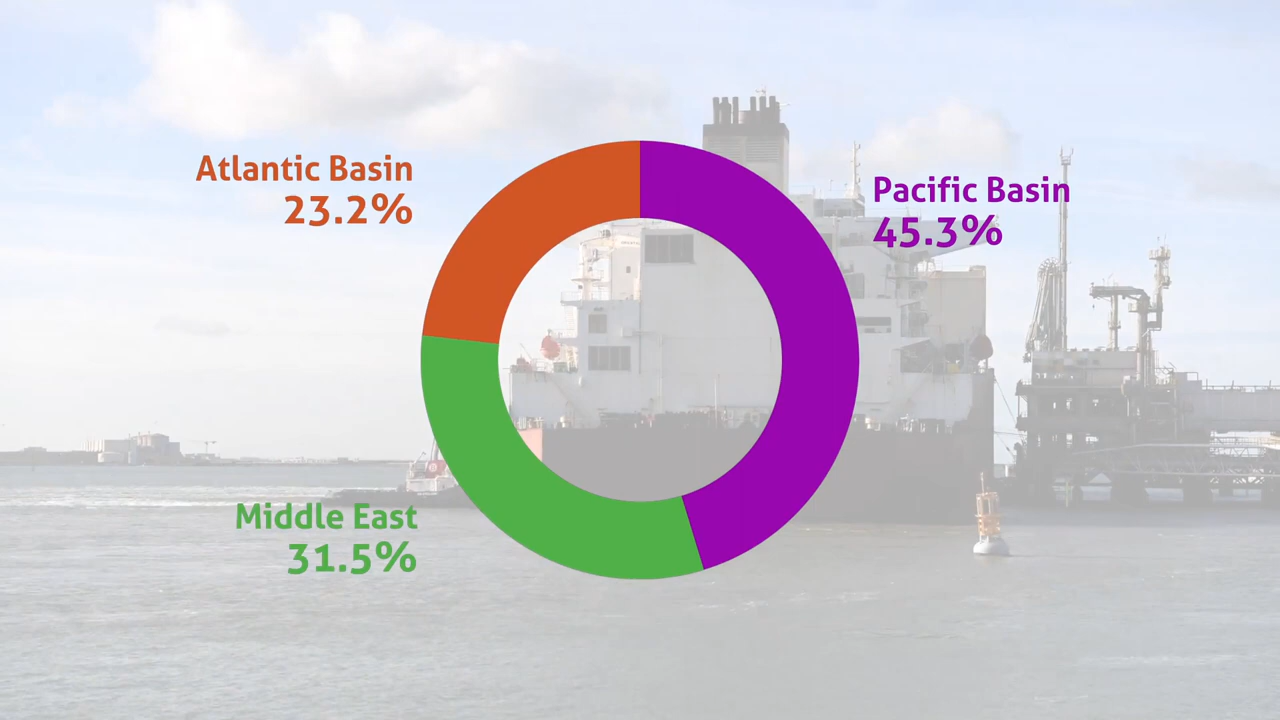 Atlantic Basin
23.2%
Pacific Basin
45.3%
Middle East
31.5%